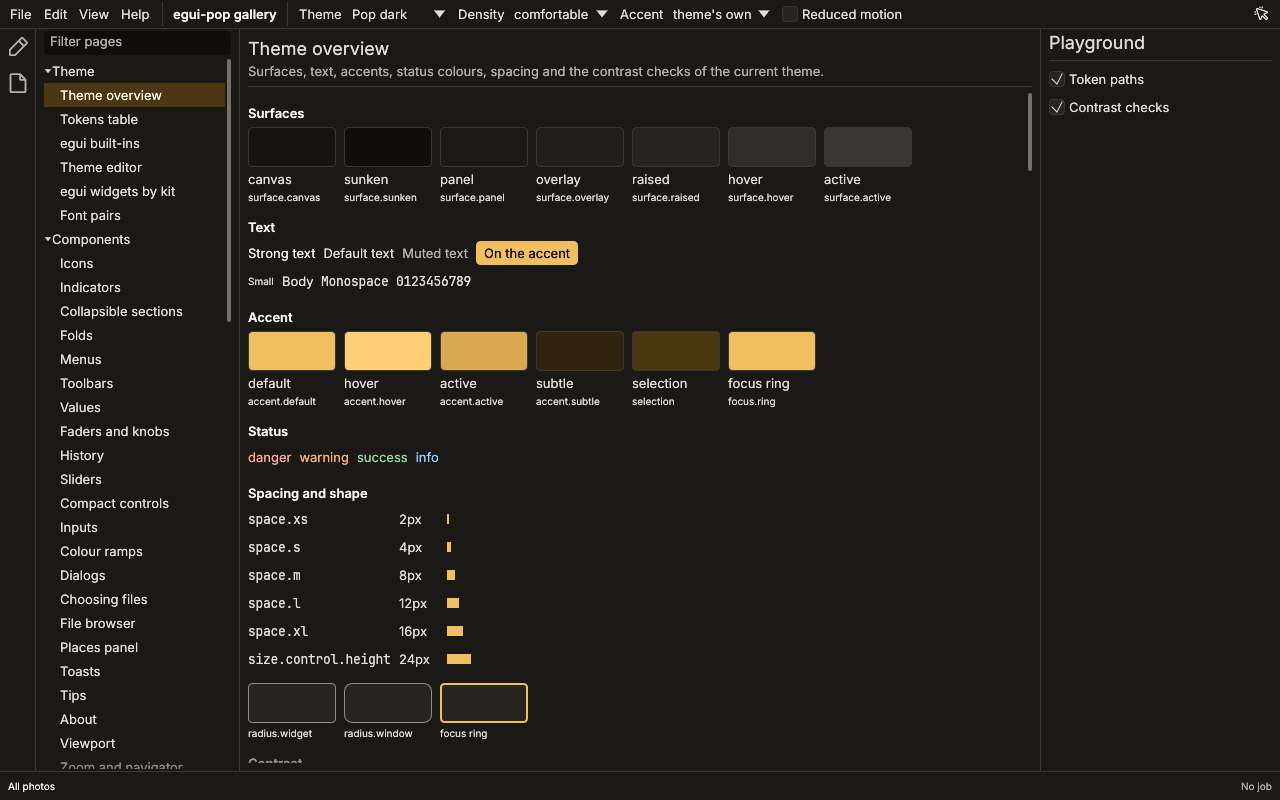 File Edit View Help egui-pop gallery Theme Pop dark Density comfortable Accent theme's own Reduced motion
Filter pages
Theme
Theme overview
Tokens table
egui built-ins
Theme editor
egui widgets by kit
Font pairs
Components
Icons
Indicators
Collapsible sections
Folds
Menus
Toolbars
Values
Faders and knobs
History
Sliders
Compact controls
Inputs
Colour ramps
Dialogs
Choosing files
File browser
Places panel
Toasts
Tips
About
Viewport
Zoom and navigator
Theme overview
Surfaces, text, accents, status colours, spacing and the contrast checks of the current theme.
Surfaces
canvas sunken panel overlay raised hover active
surface.canvas surface.sunken surface.panel surface.overlay surface.raised surface.hover surface.active
Text
Strong text Default text Muted text On the accent
Small Body Monospace 0123456789
Accent
default hover active subtle selection focus ring
accent.default accent.hover accent.active accent.subtle selection focus.ring
Status
danger warning success info
Spacing and shape
space.xs 2px
space.s 4px
space.m 8px
space.l 12px
space.xl 16px
size.control.height 24px
radius.widget radius.window focus ring
Contrast
Playground
Token paths
Contrast checks
All photos
No job